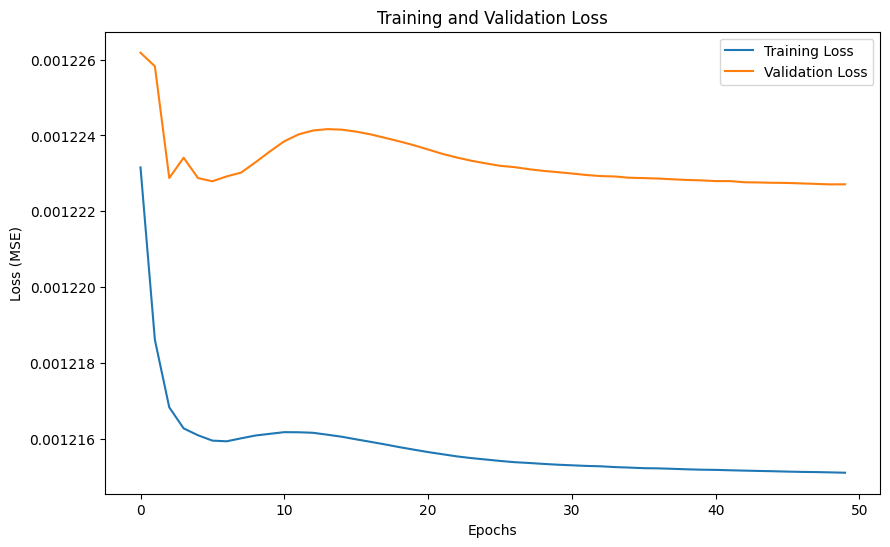 Training and Validation Loss
Training Loss
Validation Loss
0.001226
0.001224
0.001222
0.001220
0.001218
0.001216
Loss (MSE)
0 10 20 30 40 50
Epochs